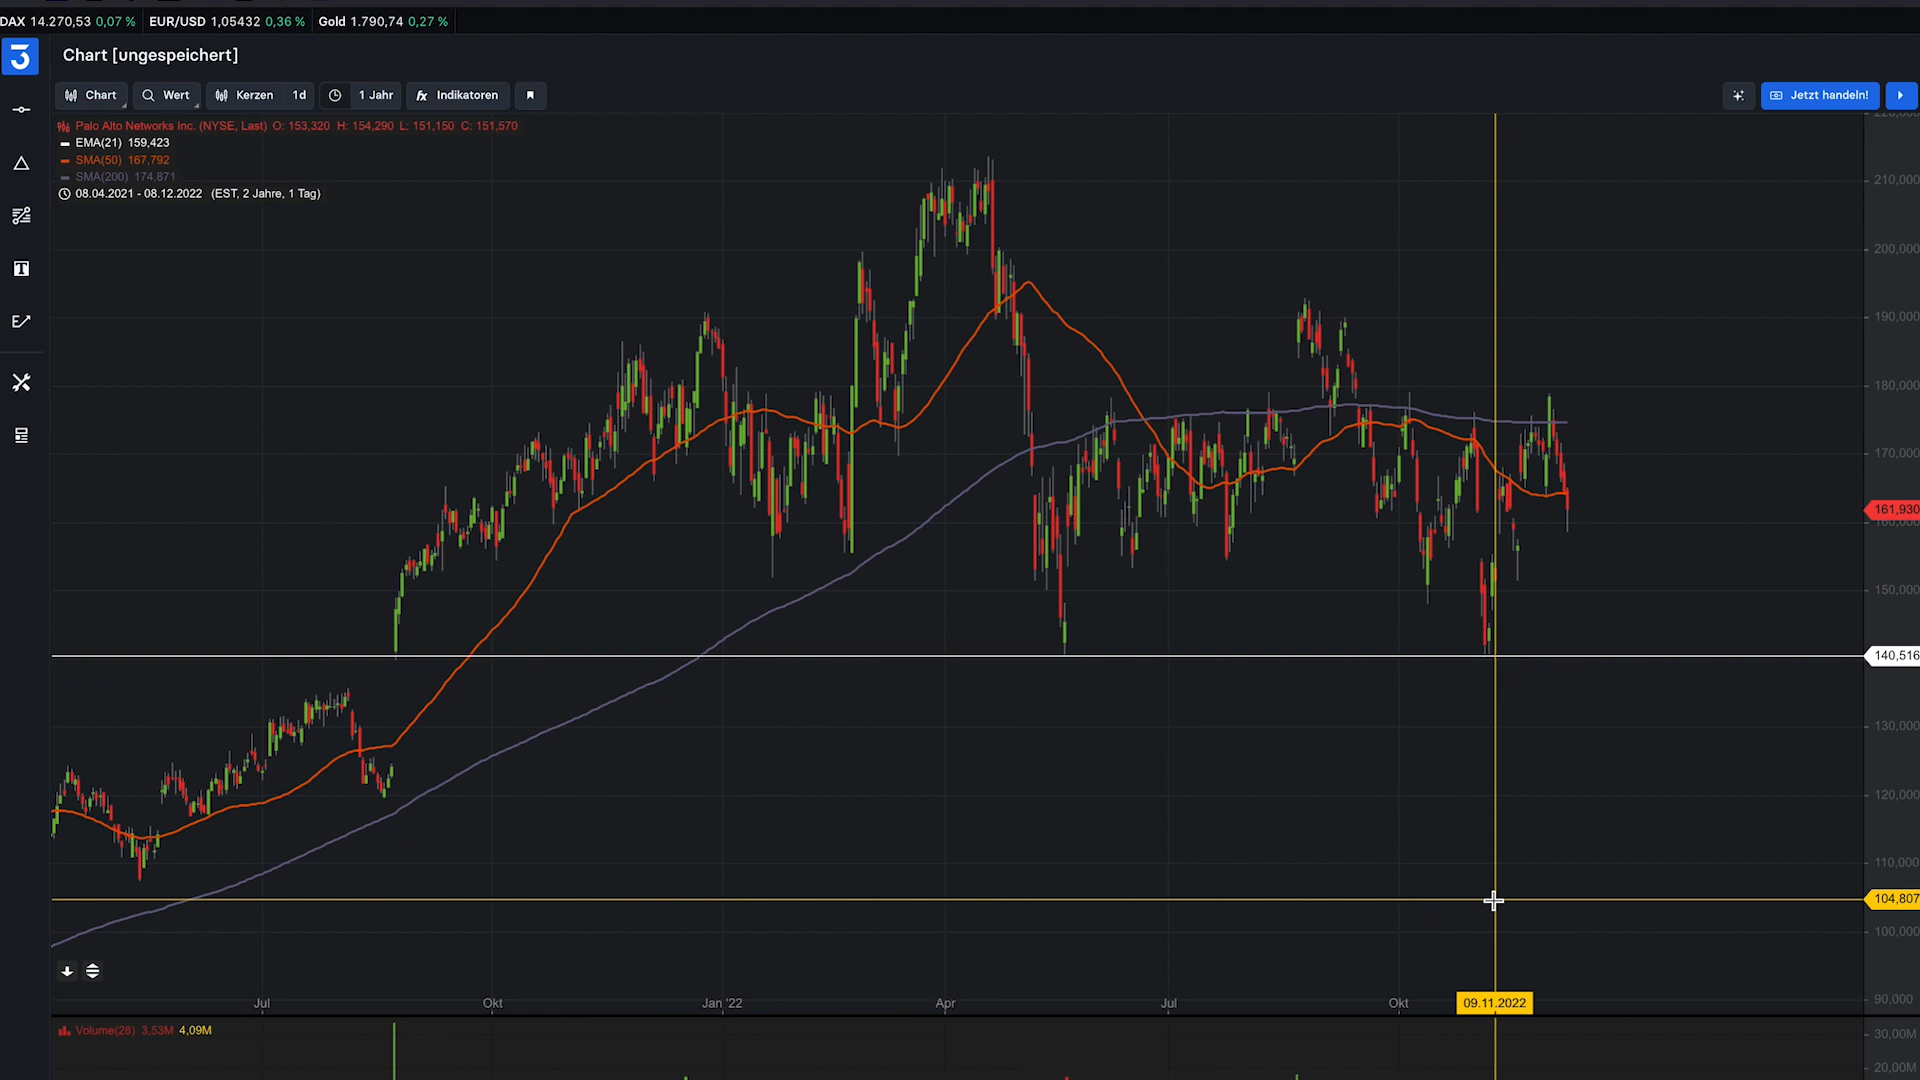 DAX 14.270,53 0,07 % EUR/USD 1,05432 0,36 % Gold 1.790,74 0,27 %
Chart [ungespeichert]
Chart Wert Kerzen 1d 1 Jahr fx Indikatoren Jetzt handeln!
Palo Alto Networks Inc. (NYSE, Last) O: 153,320 H: 154,290 L: 151,150 C: 151,570
EMA(21) 159,423
SMA(50) 167,792
SMA(200) 174,871
08.04.2021 - 08.12.2022 (EST, 2 Jahre, 1 Tag)
220,000
210,000
200,000
190,000
180,000
170,000
161,930
160,000
150,000
140,516
130,000
120,000
110,000
104,807
100,000
90,000
Jul Okt Jan '22 Apr Jul Okt 09.11.2022
Volume(28) 3,53M 4,09M
30,00M
20,00M